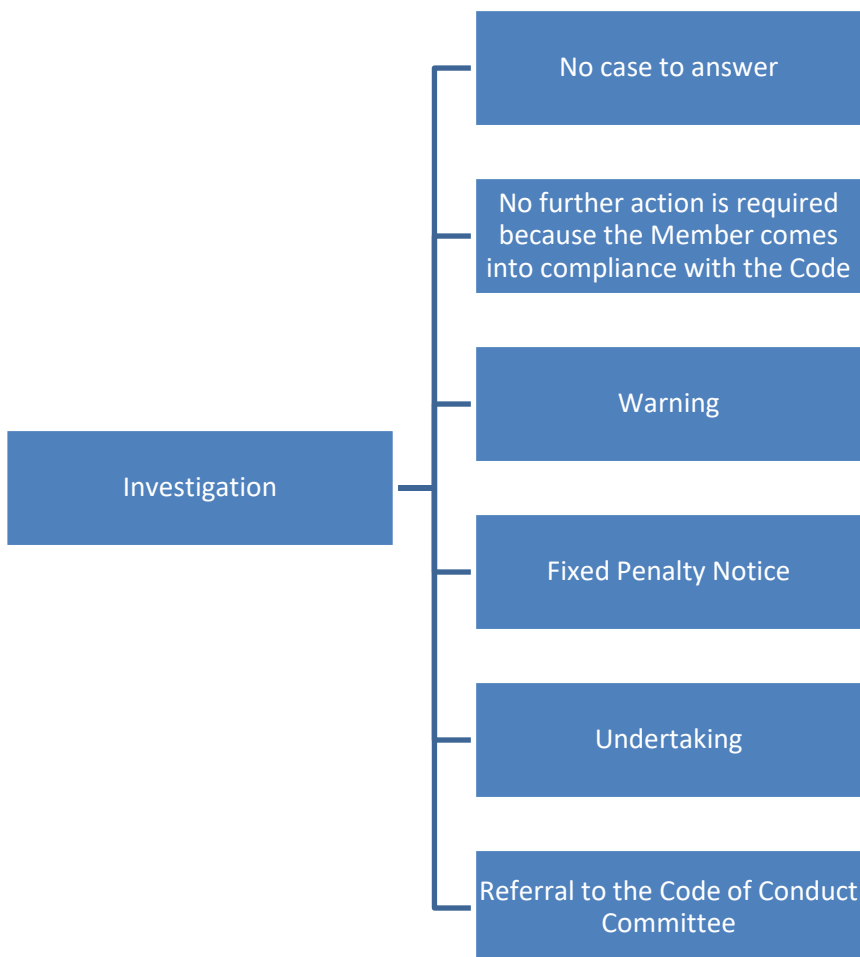 No case to answer
No further action is required
because the Member comes
into compliance with the Code
Warning
Investigation
Fixed Penalty Notice
Undertaking
Referral to the Code of Conduct
Committee